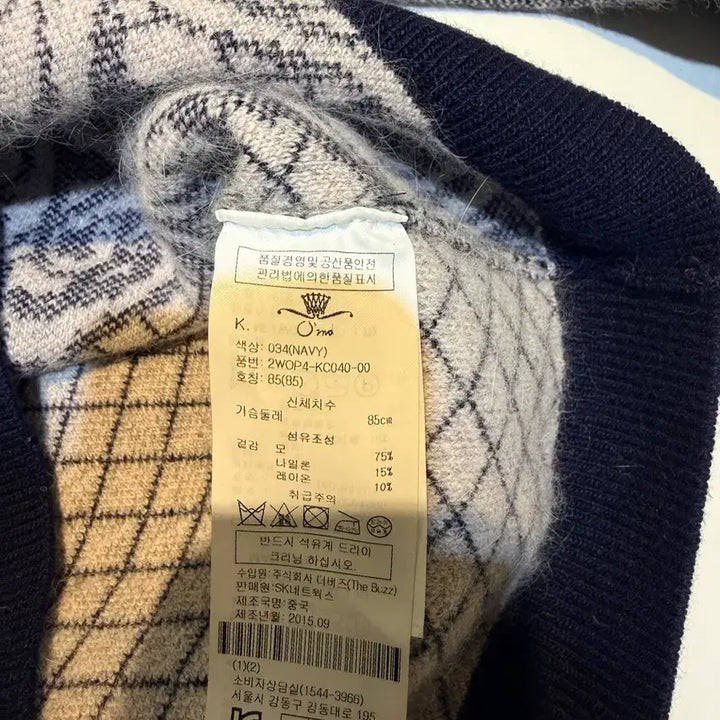 품질경영및 공산품안전
관리법에의한품질표시
K.
O'2nd
색상: 034(NAVY)
품번: 2WOP4-KC040-00
호칭: 85(85)
신체치수
가슴둘레 85cm
섬유조성
겉감 모 75%
나일론 15%
레이온 10%
취급주의
반드시 석유계 드라이
크리닝 하십시오.
수입원: 주식회사 더버즈(The Buzz)
판매원: SK네트웍스
제조국명: 중국
제조년월: 2015.09
(1)(2)
소비자상담실(1544-3966)
서울시 강동구 강동대로 195